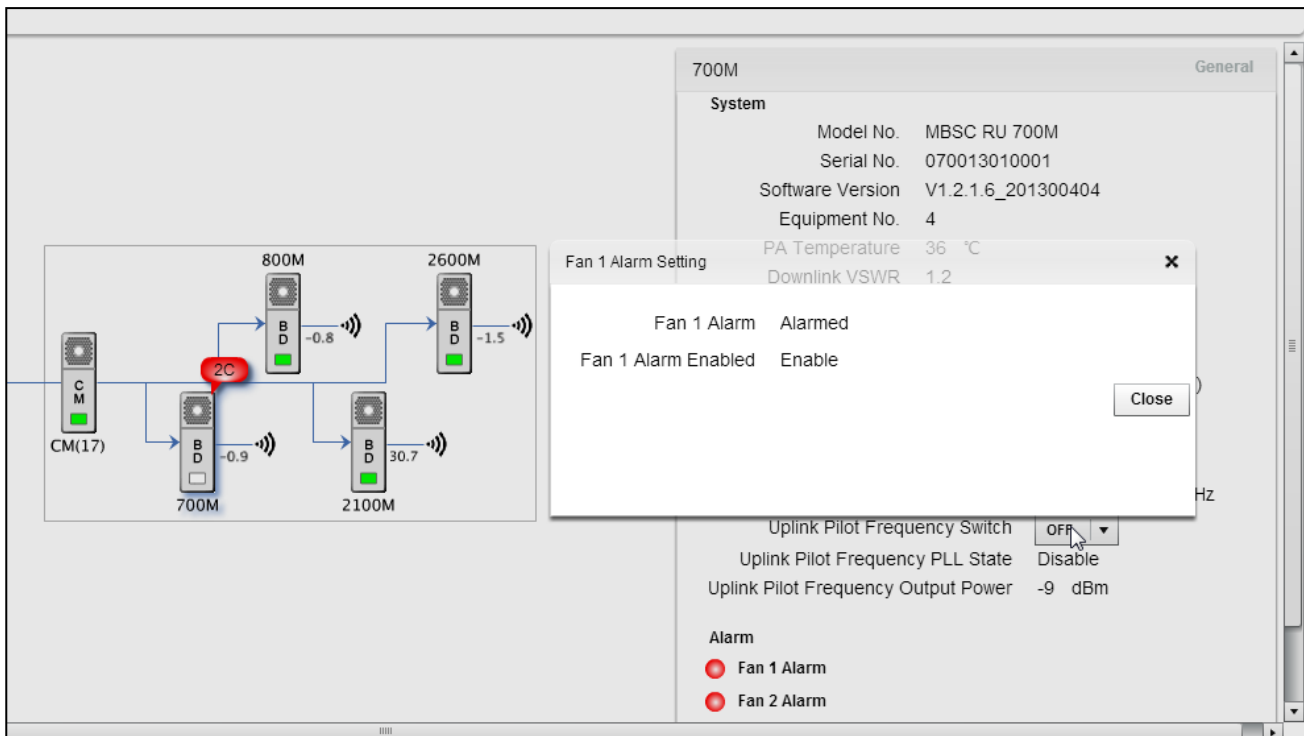 700M General
System
Model No. MBSC RU 700M
Serial No. 070013010001
Software Version V1.2.1.6_201300404
Equipment No. 4
PA Temperature 36 ℃
Downlink VSWR 1.2
800M
2600M
B
D
-0.8
B
D
-1.5
2C
C
M
CM(17)
B
D
-0.9
700M
B
D
30.7
2100M
Fan 1 Alarm Setting
Fan 1 Alarm Alarmed
Fan 1 Alarm Enabled Enable
Close
)
Hz
Uplink Pilot Frequency Switch OFF
Uplink Pilot Frequency PLL State Disable
Uplink Pilot Frequency Output Power -9 dBm
Alarm
Fan 1 Alarm
Fan 2 Alarm